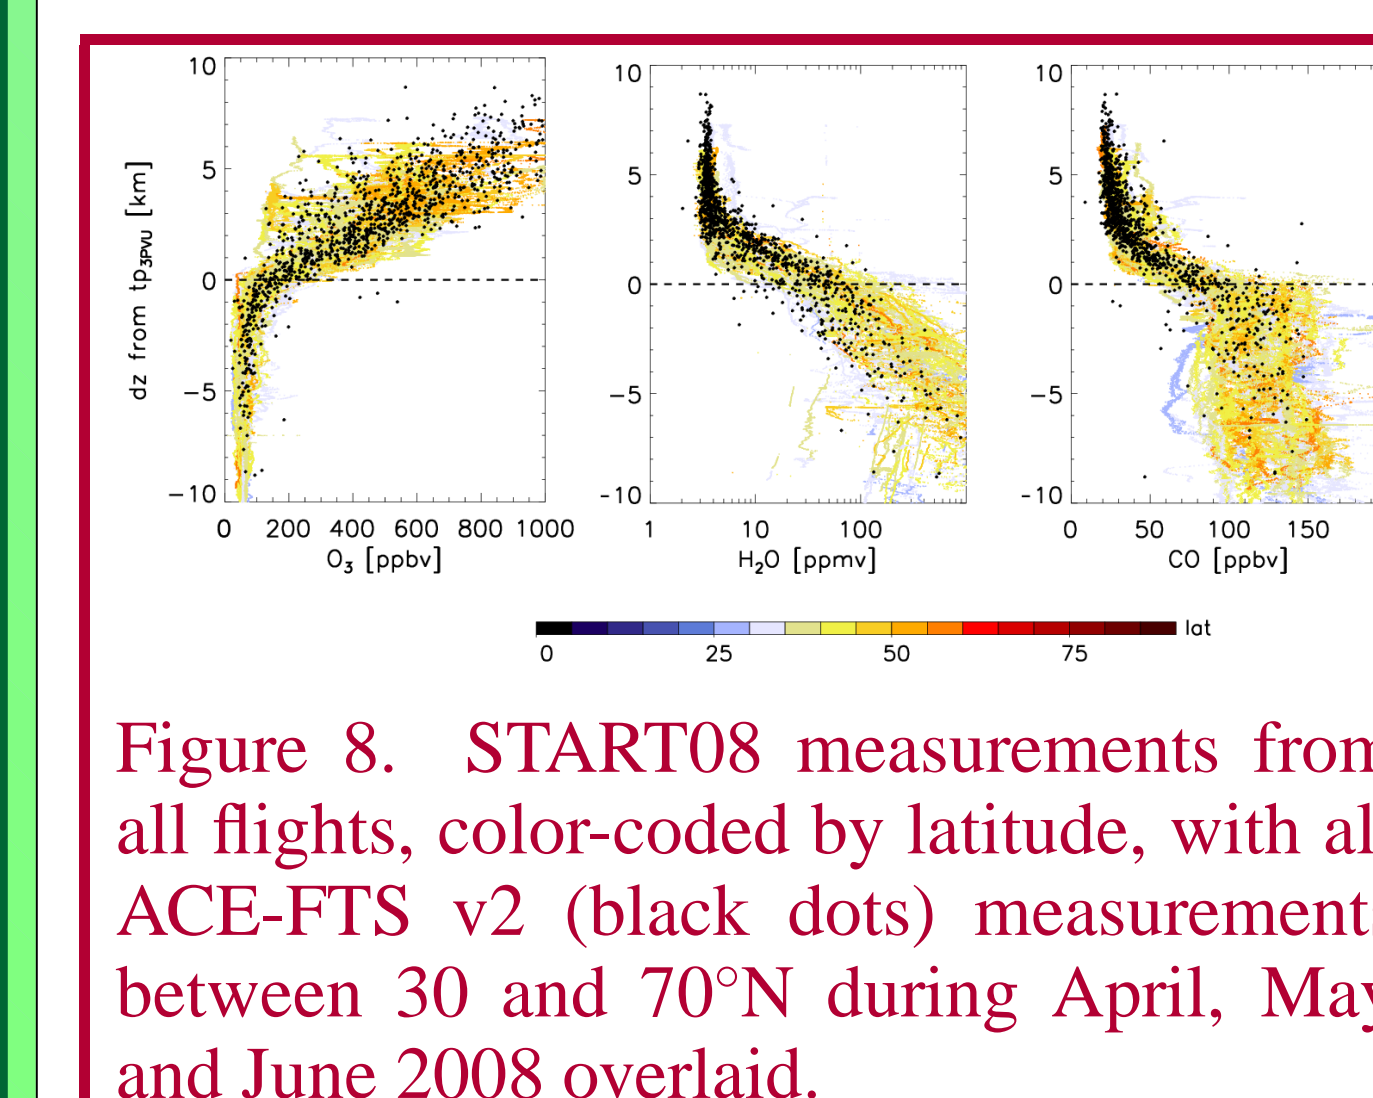 10 10 10
5 5 5
0 0 0
−5 −5 −5
−10 -10 -10
dz from tp3PVU [km]
0 200 400 600 800 1000 1 10 100 0 50 100 150
O3 [ppbv] H2O [ppmv] CO [ppbv]
lat
0 25 50 75
Figure 8. START08 measurements from
all flights, color-coded by latitude, with al
ACE-FTS v2 (black dots) measurements
between 30 and 70°N during April, May
and June 2008 overlaid.